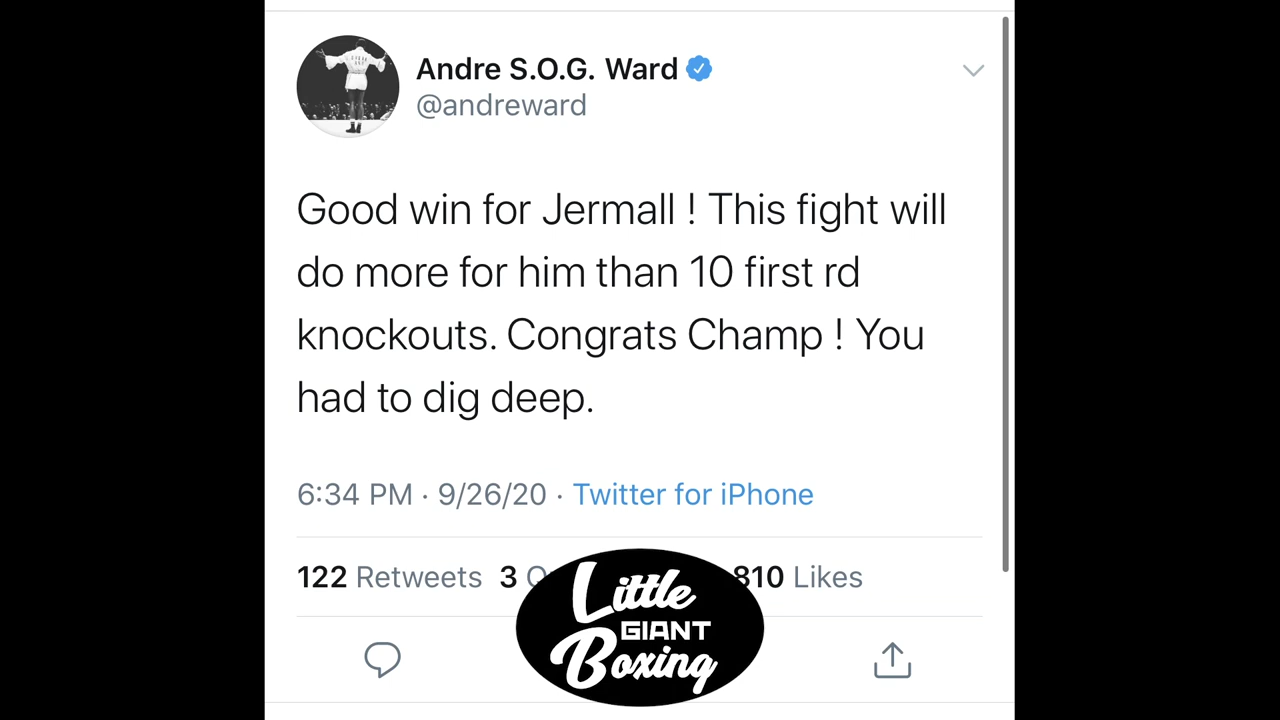 Andre S.O.G. Ward
@andreward
Good win for Jermall ! This fight will
do more for him than 10 first rd
knockouts. Congrats Champ ! You
had to dig deep.
6:34 PM · 9/26/20 · Twitter for iPhone
122 Retweets 3 810 Likes
Little
GIANT
Boxing